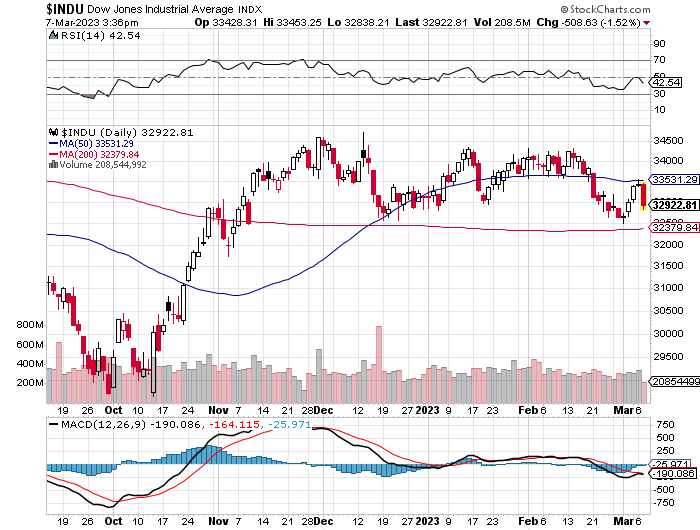 $INDU Dow Jones Industrial Average INDX © StockCharts.com
7-Mar-2023 3:36pm Op 33428.31 Hi 33453.25 Lo 32838.21 Last 32922.81 Vol 208.5M Chg -508.63 (-1.52%)
RSI(14) 42.54
90
70
50
42.54
30
10
$INDU (Daily) 32922.81
MA(50) 33531.29
MA(200) 32379.84
Volume 208,544,992
34500
34000
33531.29
32922.81
32500
32379.84
32000
31500
31000
30500
30000
29500
20854499
800M
600M
400M
200M
19 26 Oct 10 17 24 Nov 7 14 21 28 Dec 12 19 27 2023 9 17 23 Feb 6 13 21 Mar 6
MACD(12,26,9) -190.086, -164.115, -25.971
750
500
250
-25.971
-190.086
-500
-750
19 26 Oct 10 17 24 Nov 7 14 21 28 Dec 12 19 27 2023 9 17 23 Feb 6 13 21 Mar 6